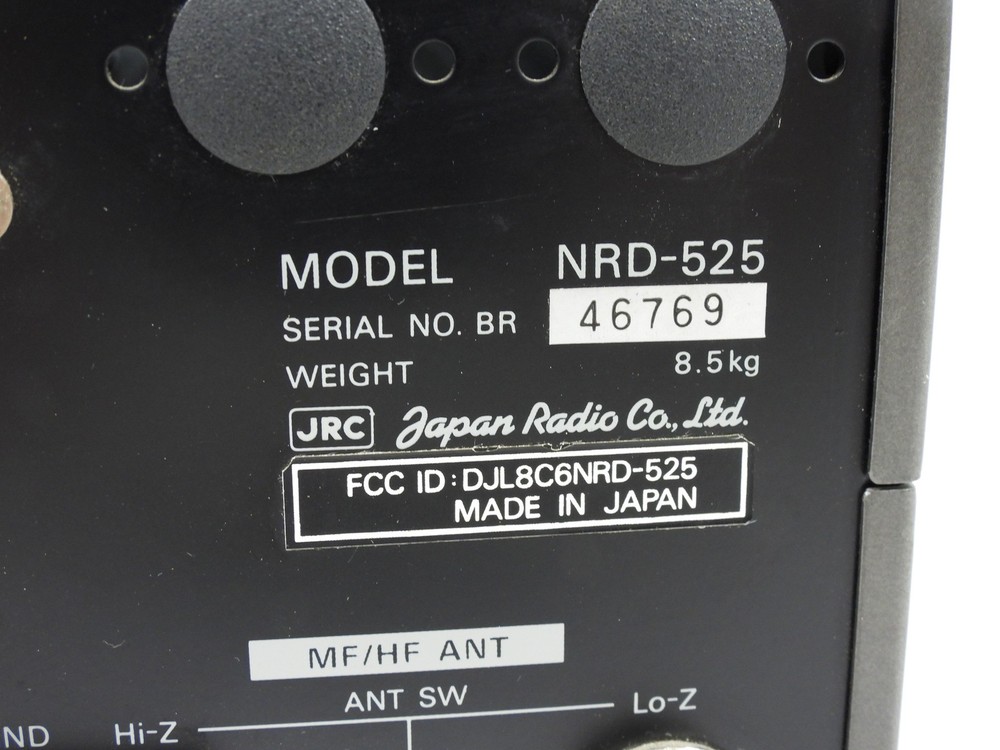 MODEL NRD-525
SERIAL NO. BR 46769
WEIGHT 8.5kg
JRC Japan Radio Co., Ltd.
FCC ID: DJL8C6NRD-525
MADE IN JAPAN
MF/HF ANT
ANT SW
ND Hi-Z Lo-Z